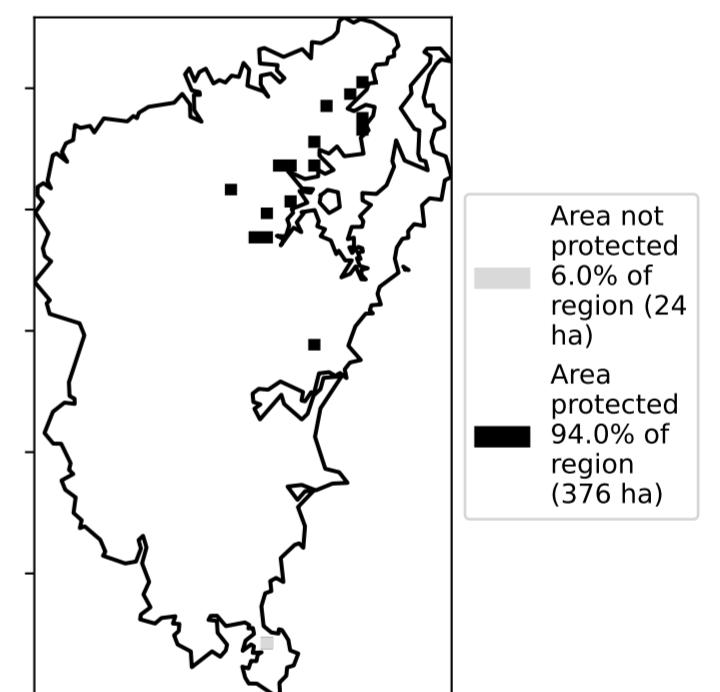 Area not
protected
6.0% of
region (24
ha)
Area
protected
94.0% of
region
(376 ha)